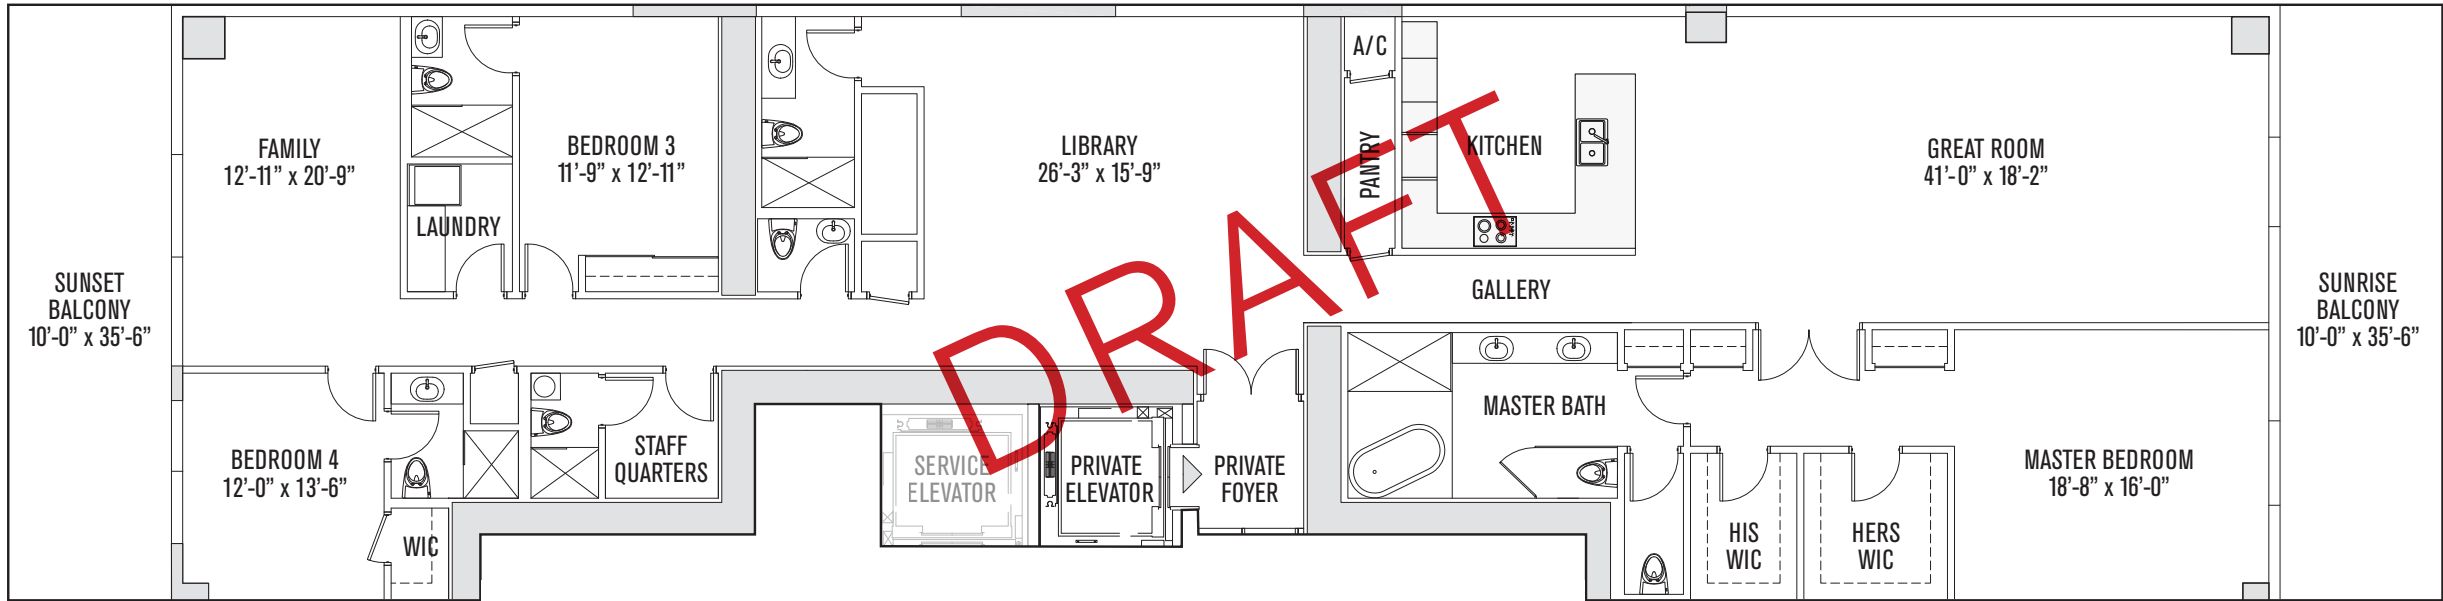 SUNSET
BALCONY
10’-0” x 35’-6”
FAMILY
12’-11” x 20’-9”
LAUNDRY
BEDROOM 3
11’-9” x 12’-11”
LIBRARY
26’-3” x 15’-9”
A/C
PANTRY
KITCHEN
GREAT ROOM
41’-0” x 18’-2”
GALLERY
SUNRISE
BALCONY
10’-0” x 35’-6”
DRAFT
BEDROOM 4
12’-0” x 13’-6”
WIC
STAFF
QUARTERS
SERVICE
ELEVATOR
PRIVATE
ELEVATOR
PRIVATE
FOYER
MASTER BATH
HIS
WIC
HERS
WIC
MASTER BEDROOM
18’-8” x 16’-0”